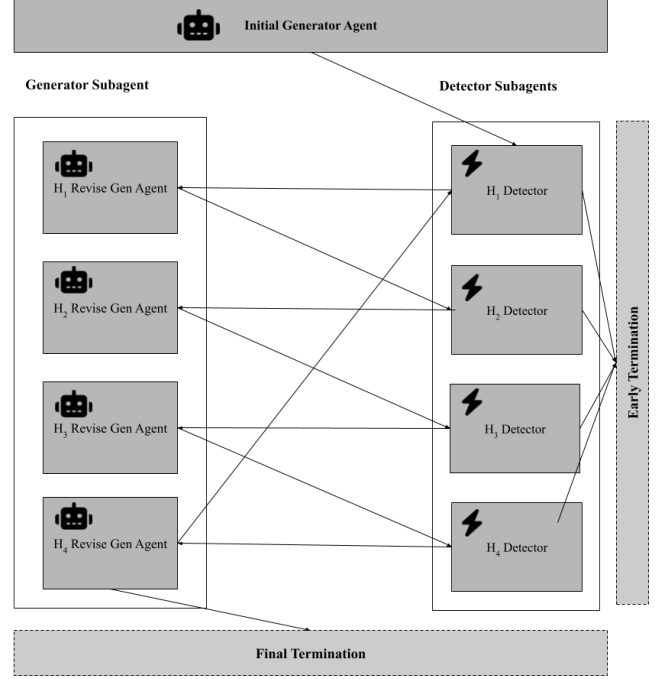 Initial Generator Agent
Generator Subagent
Detector Subagents
H₁ Revise Gen Agent
H₁ Detector
H₂ Revise Gen Agent
H₂ Detector
H₃ Revise Gen Agent
H₃ Detector
H₄ Revise Gen Agent
H₄ Detector
Early Termination
Final Termination